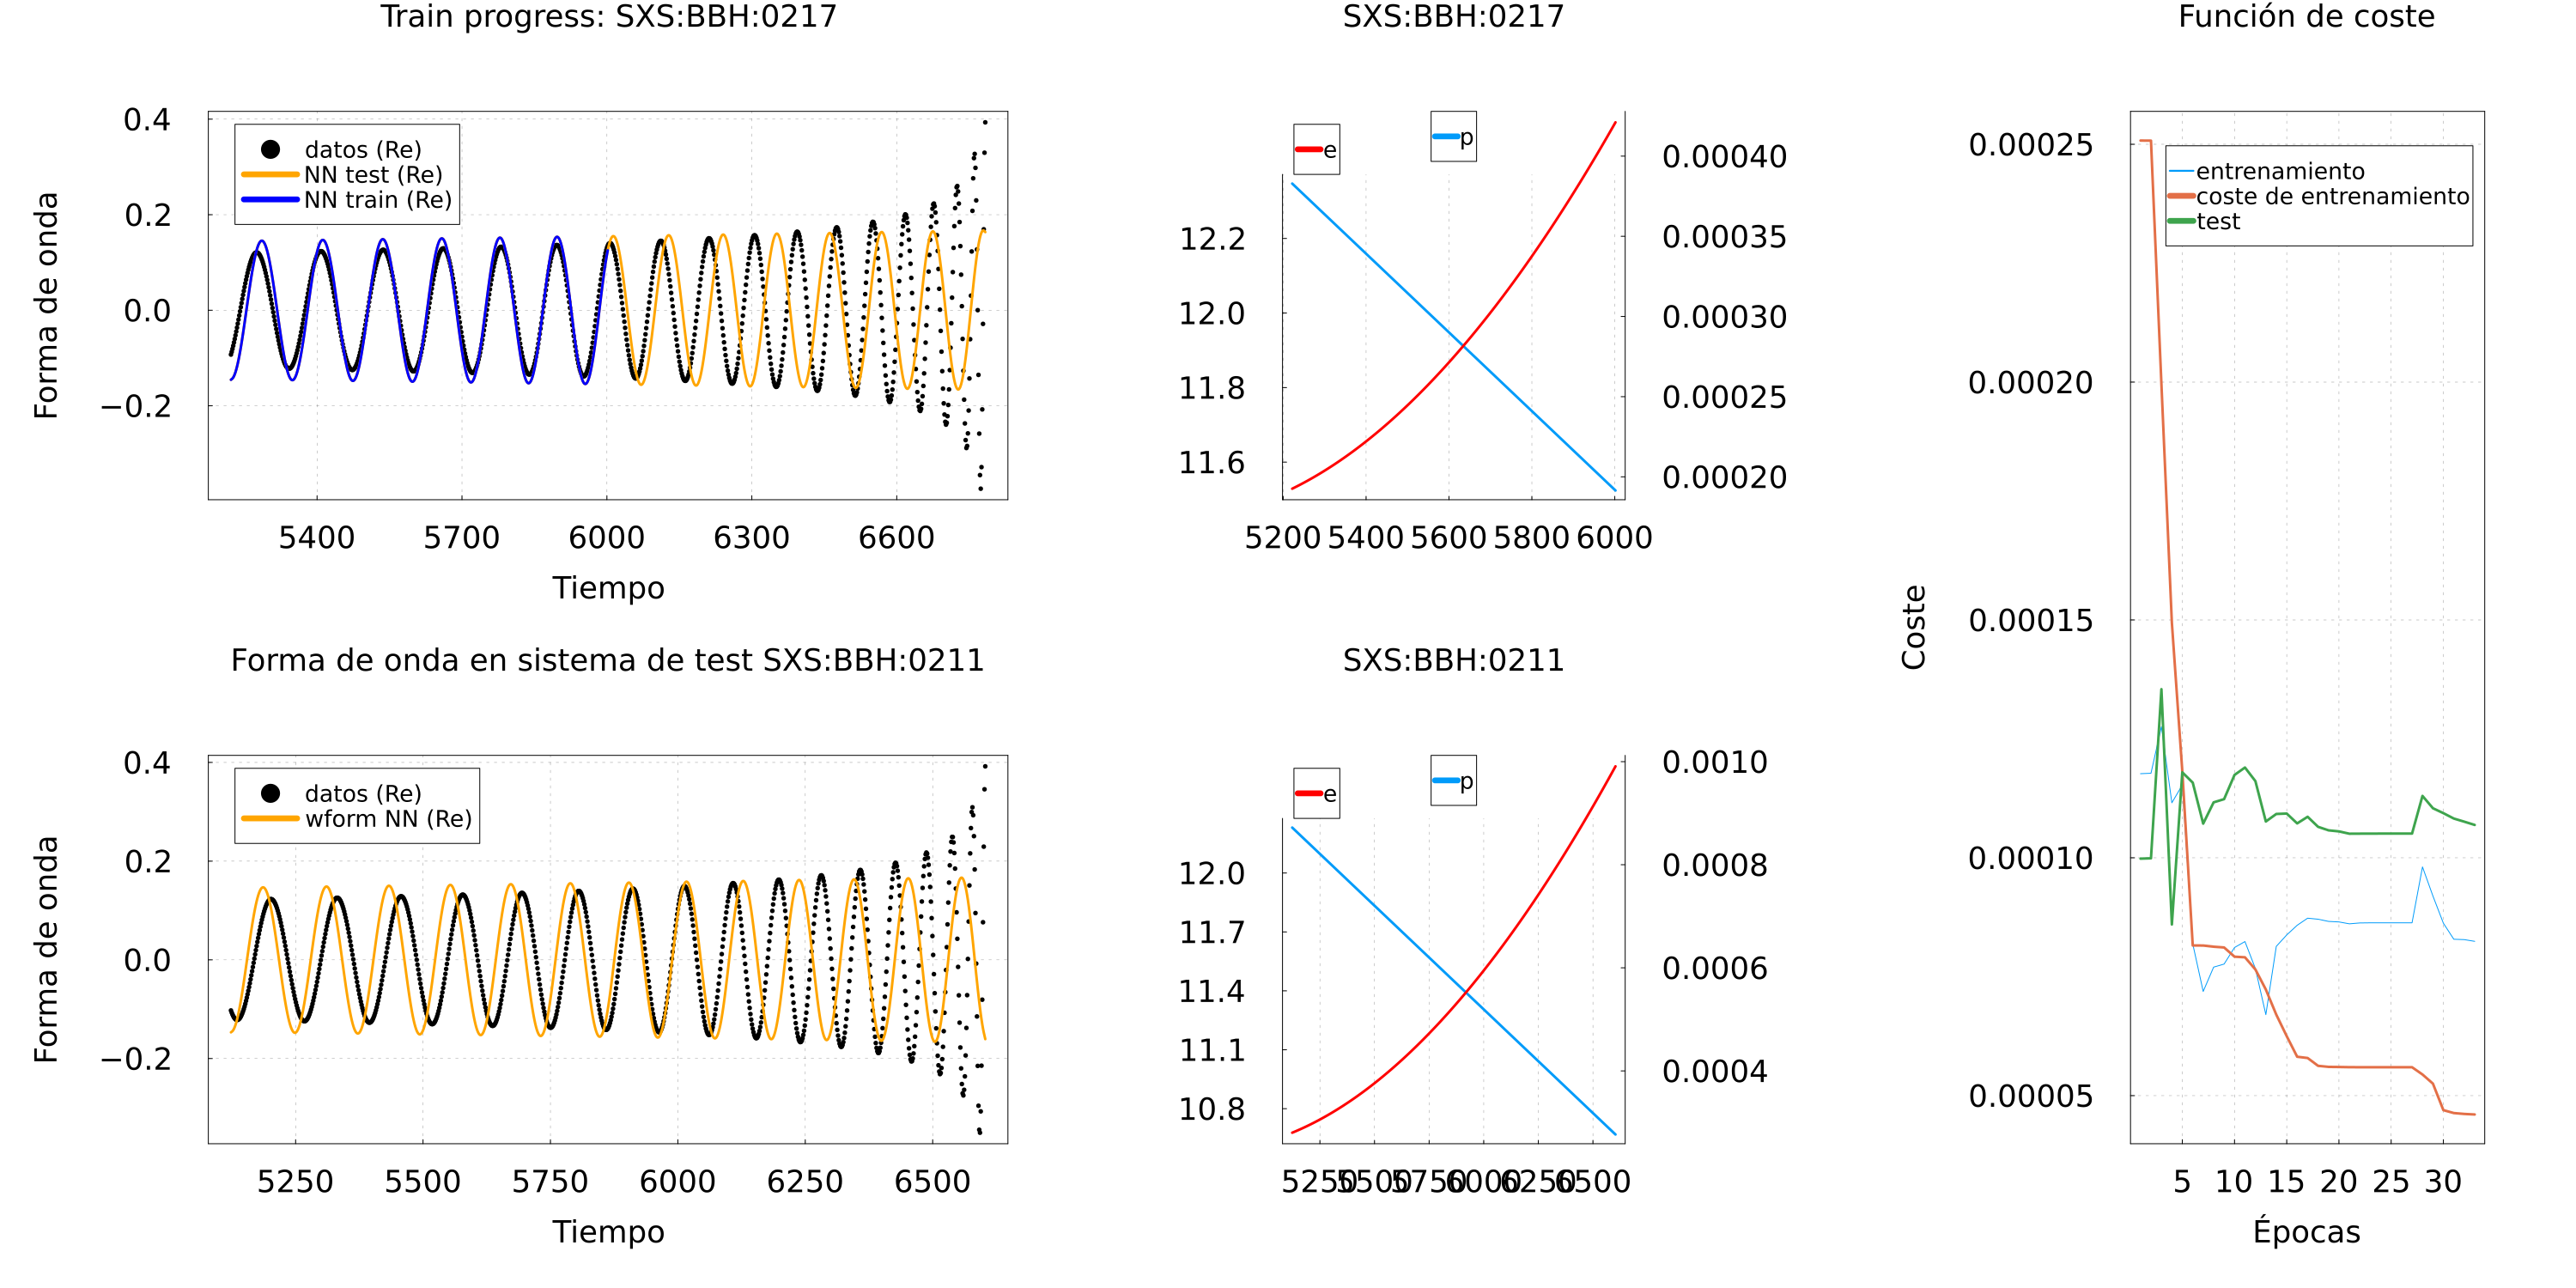 Train progress: SXS:BBH:0217
0.4
0.2
0.0
−0.2
Forma de onda
datos (Re)
NN test (Re)
NN train (Re)
5400 5700 6000 6300 6600
Tiempo
SXS:BBH:0217
e
p
12.2
12.0
11.8
11.6
0.00040
0.00035
0.00030
0.00025
0.00020
5200 5400 5600 5800 6000
Forma de onda en sistema de test SXS:BBH:0211
0.4
0.2
0.0
−0.2
Forma de onda
datos (Re)
wform NN (Re)
5250 5500 5750 6000 6250 6500
Tiempo
SXS:BBH:0211
e
p
12.0
11.7
11.4
11.1
10.8
0.0010
0.0008
0.0006
0.0004
5250 5500 5750 6000 6250 6500
Función de coste
Coste
0.00025
0.00020
0.00015
0.00010
0.00005
entrenamiento
coste de entrenamiento
test
5 10 15 20 25 30
Épocas